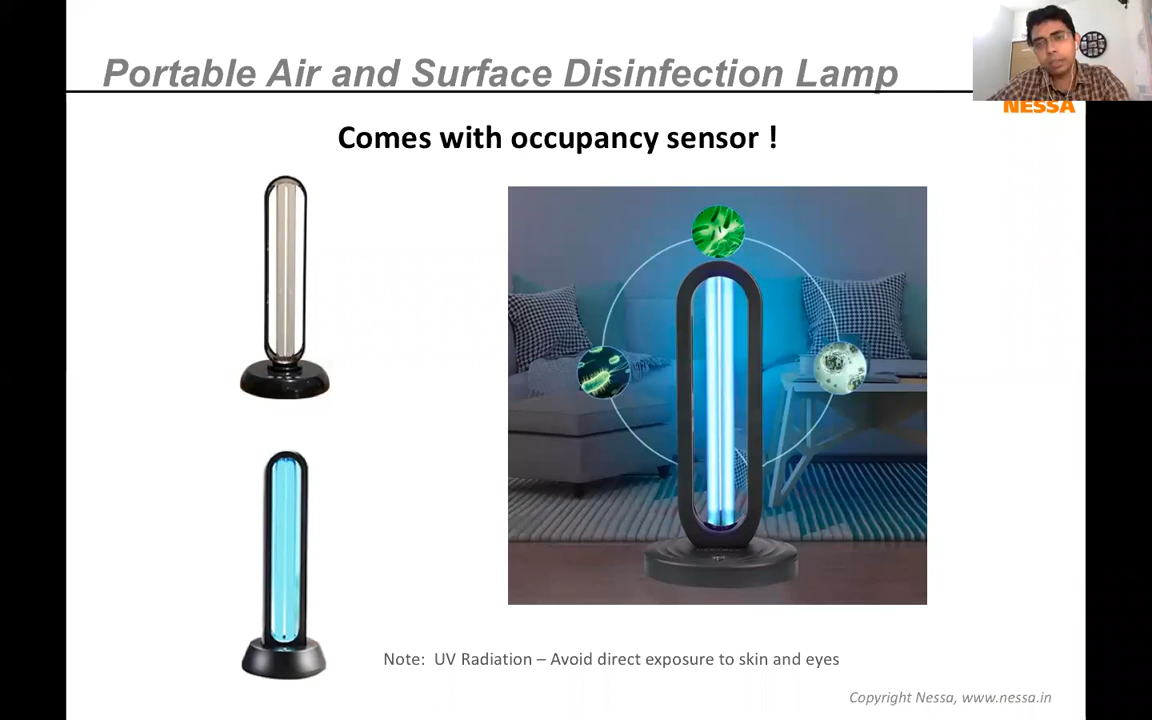 Portable Air and Surface Disinfection Lamp
NESSA
Comes with occupancy sensor !
Note: UV Radiation – Avoid direct exposure to skin and eyes
Copyright Nessa, www.nessa.in